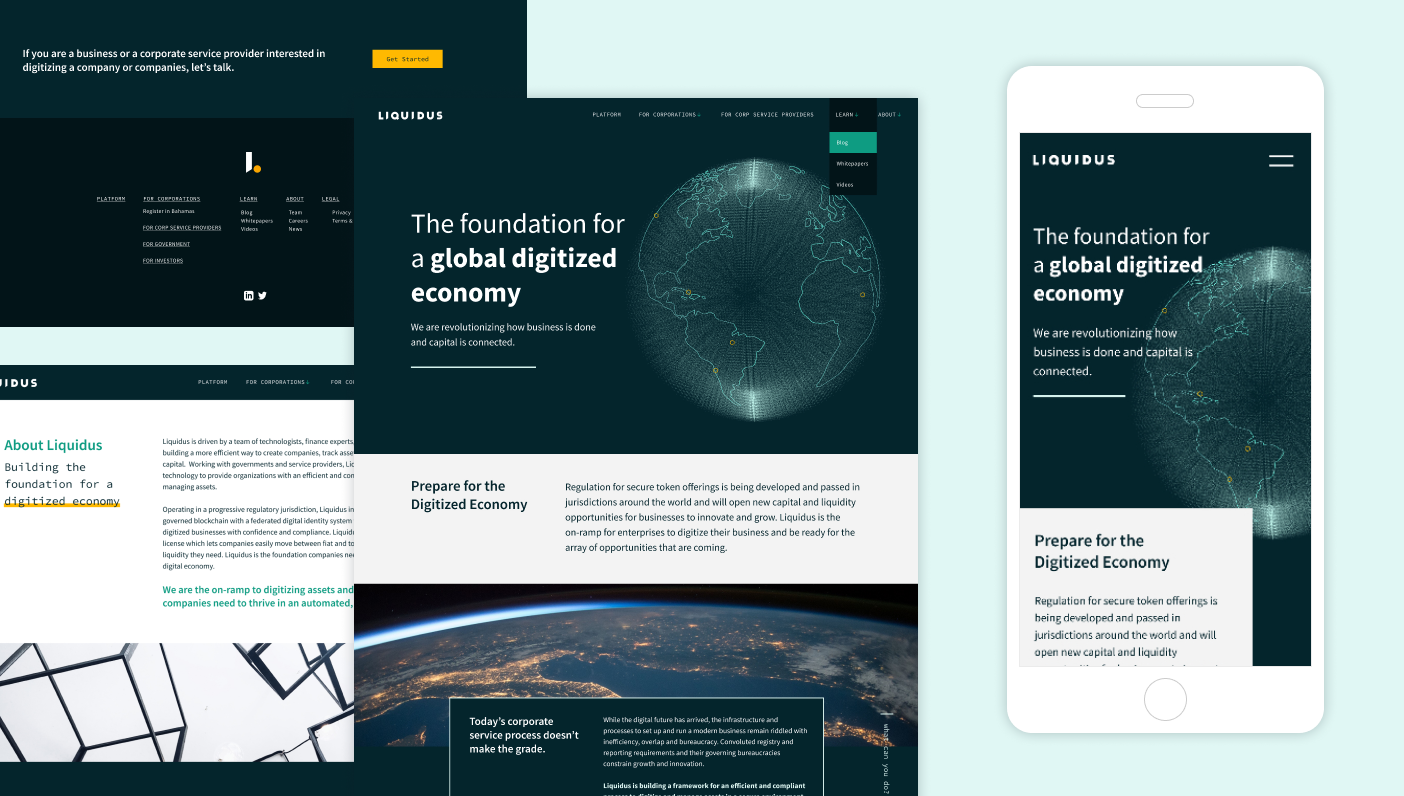 If you are a business or a corporate service provider interested in
digitizing a company or companies, let's talk.
Get Started
PLATFORM
FOR CORPORATIONS
Register in Bahamas
FOR CORP SERVICE PROVIDERS
FOR GOVERNMENT
FOR INVESTORS
LEARN
Blog
Whitepapers
Videos
ABOUT
Team
Careers
News
LEGAL
Privacy
Terms &
PLATFORM FOR CORPORATIONS FOR
About Liquidus
Building the
foundation for a
digitized economy
Liquidus is driven by a team of technologists, finance experts,
building a more efficient way to create companies, track
capital. Working with governments and service providers,
technology to provide organizations with an efficient and
managing assets.
Operating in a progressive regulatory jurisdiction, Liquidus
governed blockchain with a federated digital identity system
digitized businesses with confidence and compliance.
license which lets companies easily move between fiat and
liquidity they need. Liquidus is the foundation companies
digital economy.
We are the on-ramp to digitizing assets and
companies need to thrive in an automated,
LIQUIDUS
PLATFORM FOR CORPORATIONS FOR CORP SERVICE PROVIDERS LEARN ABOUT
Blog
Whitepapers
Videos
The foundation for
a global digitized
economy
We are revolutionizing how business is done
and capital is connected.
Prepare for the
Digitized Economy
Regulation for secure token offerings is being developed and passed in
jurisdictions around the world and will open new capital and liquidity
opportunities for businesses to innovate and grow. Liquidus is the
on-ramp for enterprises to digitize their business and be ready for the
array of opportunities that are coming.
Today's corporate
service process doesn't
make the grade.
While the digital future has arrived, the infrastructure and
processes to set up and run a modern business remain riddled with
inefficiency, overlap and bureaucracy. Convoluted registry and
reporting requirements and their governing bureaucracies
constrain growth and innovation.
Liquidus is building a framework for an efficient and compliant
what can you do?
LIQUIDUS
The foundation for
a global digitized
economy
We are revolutionizing how
business is done and capital is
connected.
Prepare for the
Digitized Economy
Regulation for secure token offerings is
being developed and passed in
jurisdictions around the world and will
open new capital and liquidity